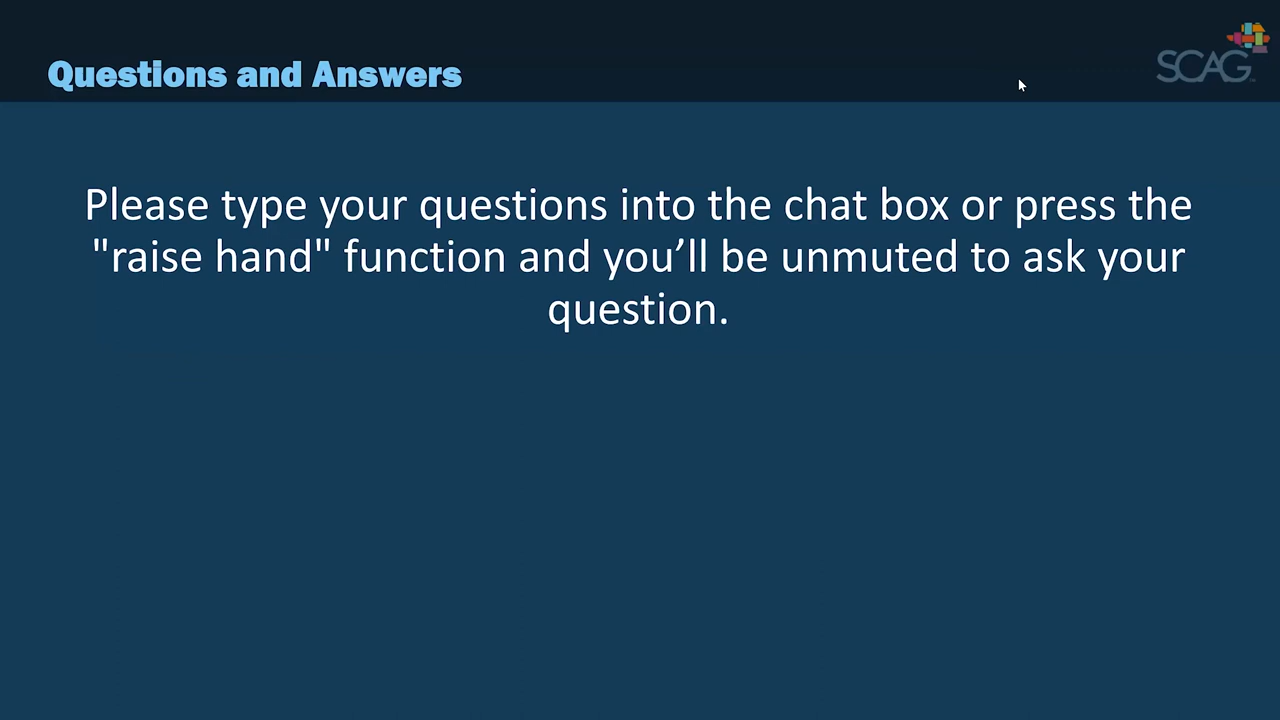 Questions and Answers
SCAG
Please type your questions into the chat box or press the
"raise hand" function and you’ll be unmuted to ask your
question.